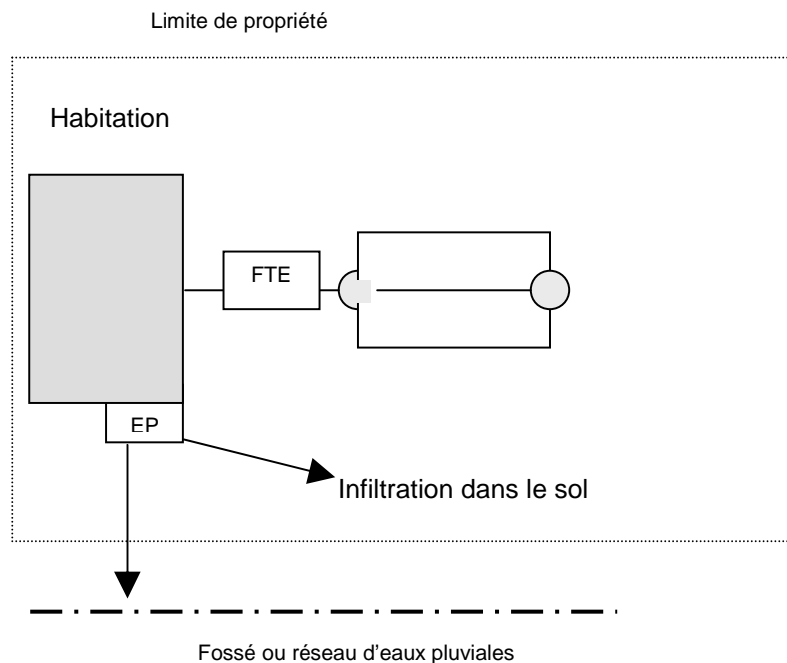 Limite de propriété
Habitation
FTE
EP
Infiltration dans le sol
Fossé ou réseau d'eaux pluviales